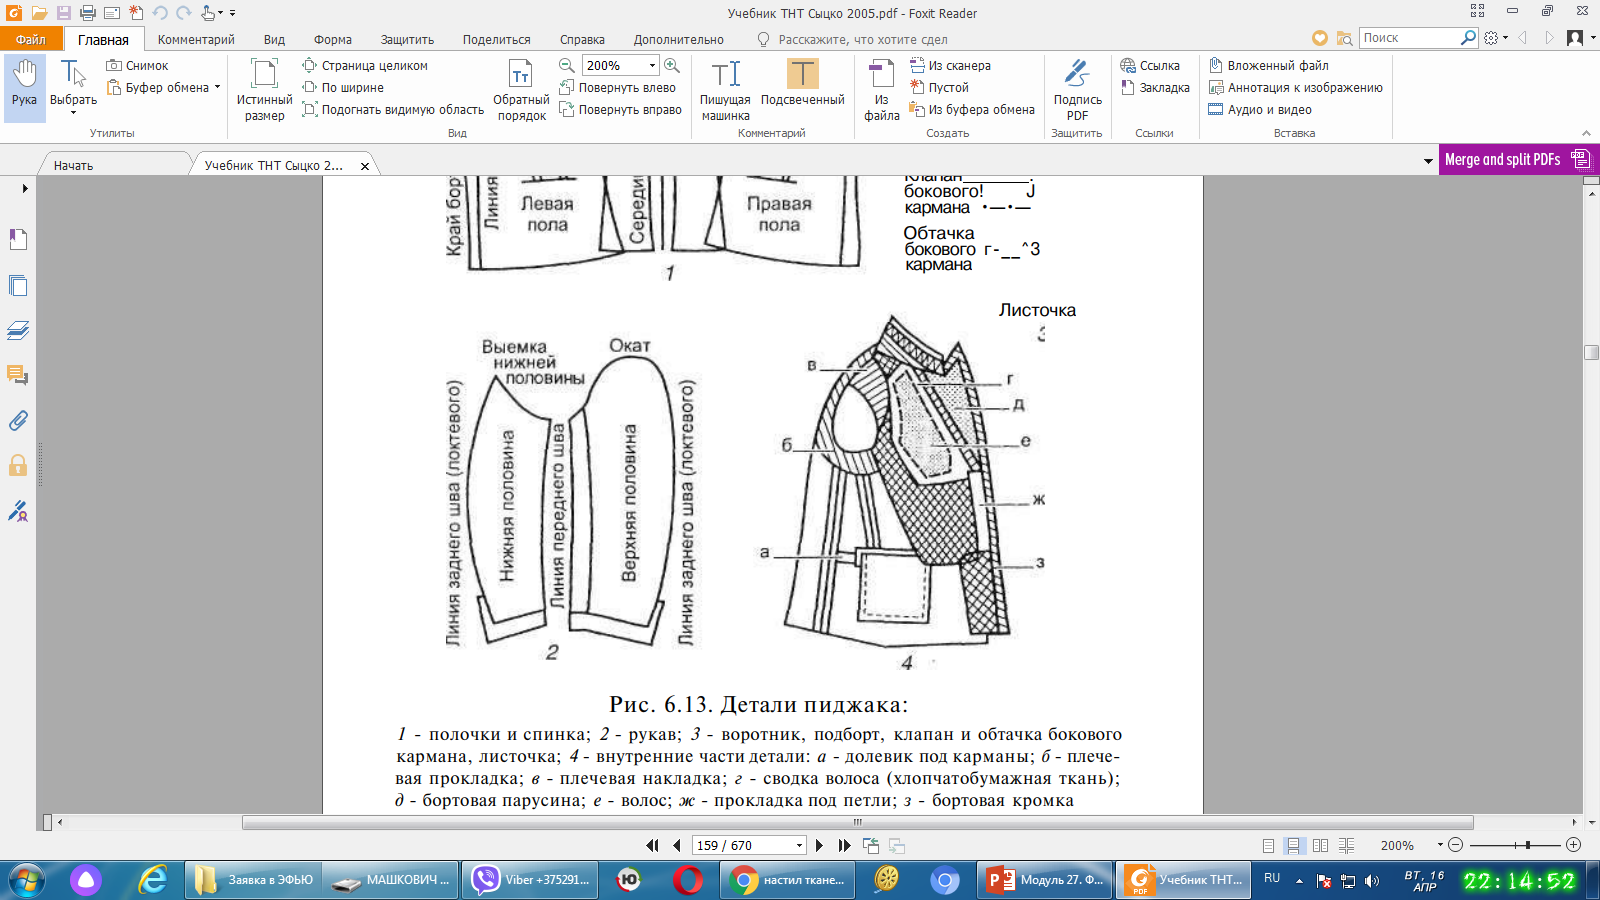 Учебник ТНТ Сыцко 2005.pdf - Foxit Reader
Файл
Главная
Комментарий
Вид
Форма
Защитить
Поделиться
Справка
Дополнительно
Расскажите, что хотите сдел
Поиск
Рука
Выбрать
Снимок
Буфер обмена
Утилиты
Истинный
размер
Страница целиком
По ширине
Подогнать видимую область
Обратный
порядок
200%
Повернуть влево
Повернуть вправо
Вид
Пишущая
машинка
Подсвеченный
Комментарий
Из
файла
Из сканера
Пустой
Из буфера обмена
Создать
Подпись
PDF
Защитить
Ссылка
Закладка
Ссылки
Вложенный файл
Аннотация к изображению
Аудио и видео
Вставка
Начать
Учебник ТНТ Сыцко 2...
Merge and split PDFs
Край бор
Линия
Левая
пола
Середи
Правая
пола
1
Клапан
бокового! J
кармана •—•—
Обтачка
бокового г-__^3
кармана
Листочка
3
Выемка
нижней
половины
Окат
Линия заднего шва (локтевого)
Нижняя половина
Линия переднего шва
Верхняя половина
Линия заднего шва (локтевого)
2
в
г
д
е
б
ж
а
з
4
Рис. 6.13. Детали пиджака:
1 - полочки и спинка; 2 - рукав; 3 - воротник, подборт, клапан и обтачка бокового
кармана, листочка; 4 - внутренние части детали: а - долевик под карманы; б - плече-
вая прокладка; в - плечевая накладка; г - сводка волоса (хлопчатобумажная ткань);
д - бортовая парусина; е - волос; ж - прокладка под петли; з - бортовая кромка
159 / 670
200%
Заявка в ЭФЬЮ
МАШКОВИЧ ...
Viber +375291...
настил ткане...
Модуль 27. Ф...
Учебник ТНТ...
RU
ВТ, 16
АПР
22:14:52